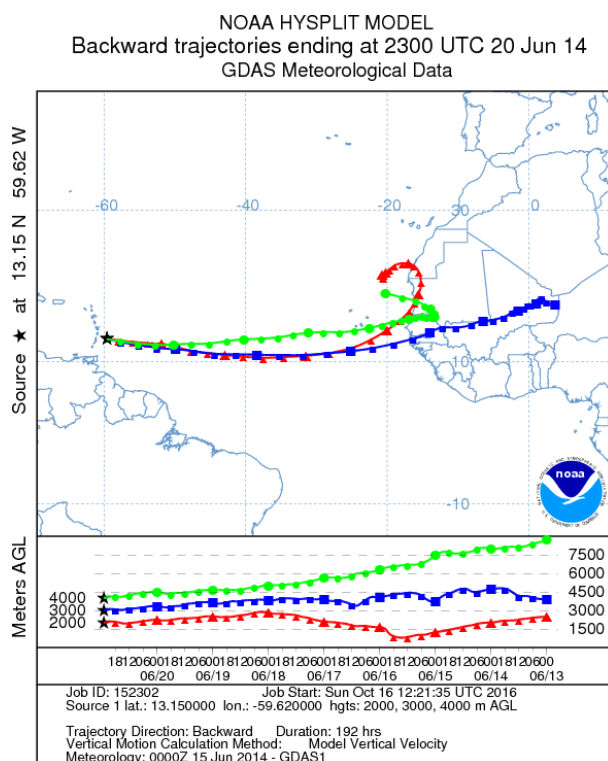 NOAA HYSPLIT MODEL
Backward trajectories ending at 2300 UTC 20 Jun 14
GDAS Meteorological Data
Source ★ at 13.15 N 59.62 W
-60 -20 -30 0
-10
-10
noaa
Meters AGL
7500
6000
4000 4500
3000 3000
2000 1500
1812060018120600181206001812060018120600181206001812060018120600
06/20 06/19 06/18 06/17 06/16 06/15 06/14 06/13
Job ID: 152302 Job Start: Sun Oct 16 12:21:35 UTC 2016
Source 1 lat.: 13.150000 lon.: -59.620000 hgts: 2000, 3000, 4000 m AGL
Trajectory Direction: Backward Duration: 192 hrs
Vertical Motion Calculation Method: Model Vertical Velocity
Meteorology: 0000Z 15 Jun 2014 - GDAS1